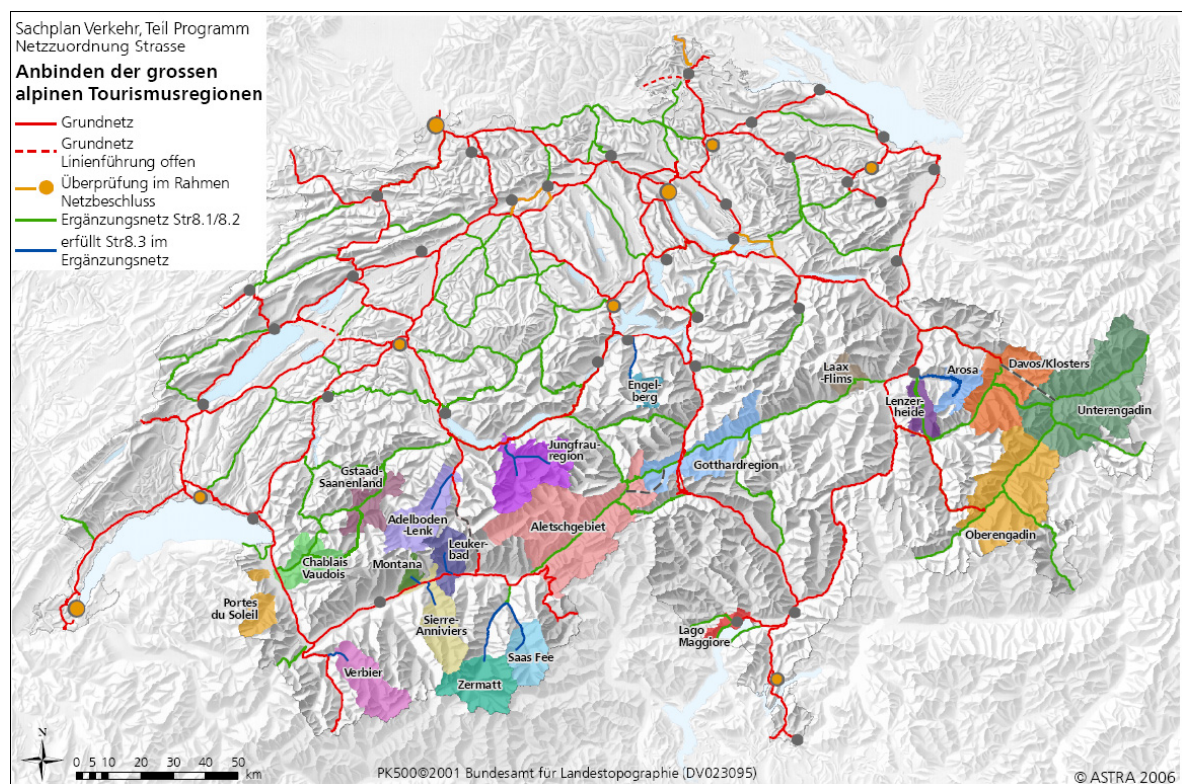 Sachplan Verkehr, Teil Programm
Netzzuordnung Strasse
Anbinden der grossen
alpinen Tourismusregionen
Grundnetz
Grundnetz
Linienführung offen
Überprüfung im Rahmen
Netzbeschluss
Ergänzungsnetz Str8.1/8.2
erfüllt Str8.3 im
Ergänzungsnetz
Engel-
berg
Laax
-Flims
Arosa
Davos/Klosters
Lenzer-
heide
Unterengadin
Jungfrau-
region
Gotthardregion
Gstaad-
Saanenland
Adelboden
-Lenk
Aletschgebiet
Oberengadin
Leuker-
bad
Chablais
Vaudois
Montana
Portes
du Soleil
Sierre-
Anniviers
Lago
Maggiore
Saas Fee
Verbier
Zermatt
N
0 5 10 20 30 40 50
km
PK500©2001 Bundesamt für Landestopographie (DV023095)
© ASTRA 2006